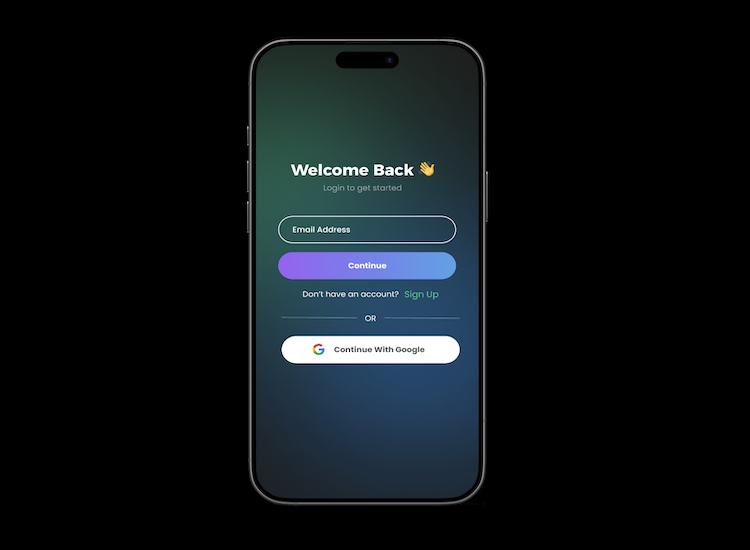 Welcome Back 👋
Login to get started
Email Address
Continue
Don't have an account? Sign Up
OR
Continue With Google